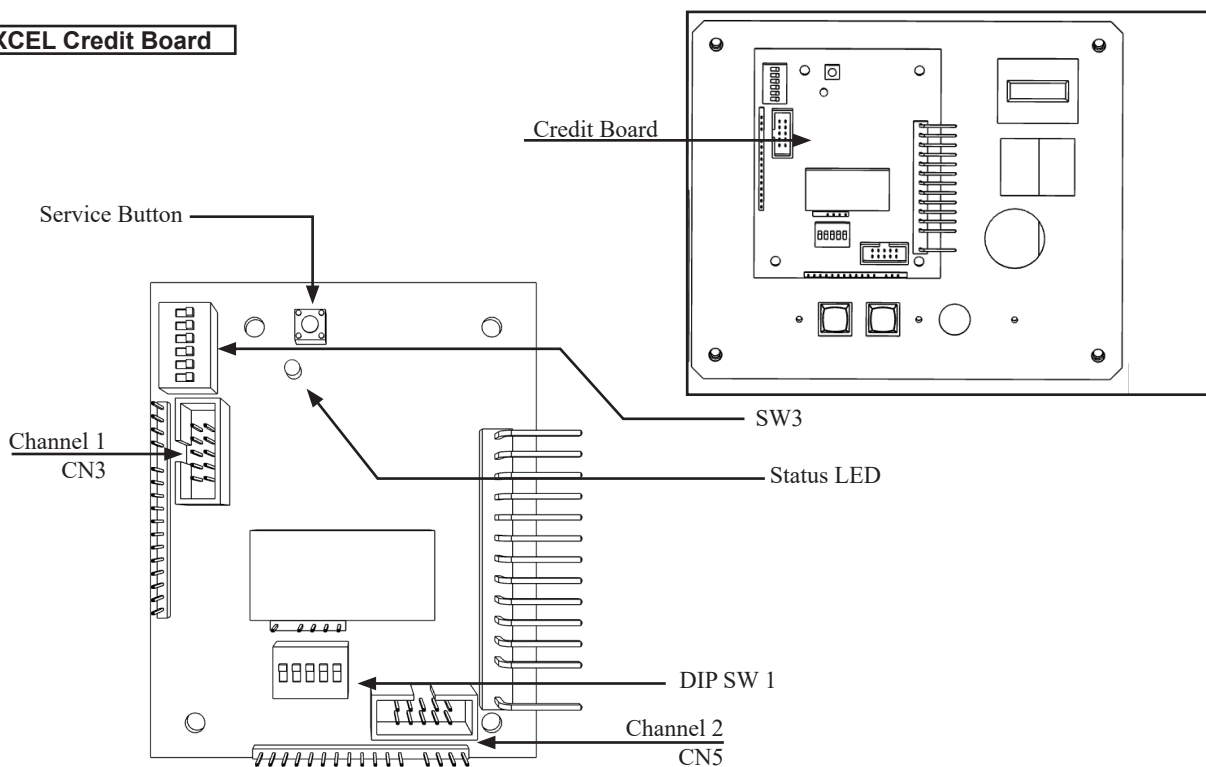 XCEL Credit Board
Credit Board
Service Button
SW3
Channel 1
CN3
Status LED
DIP SW 1
Channel 2
CN5